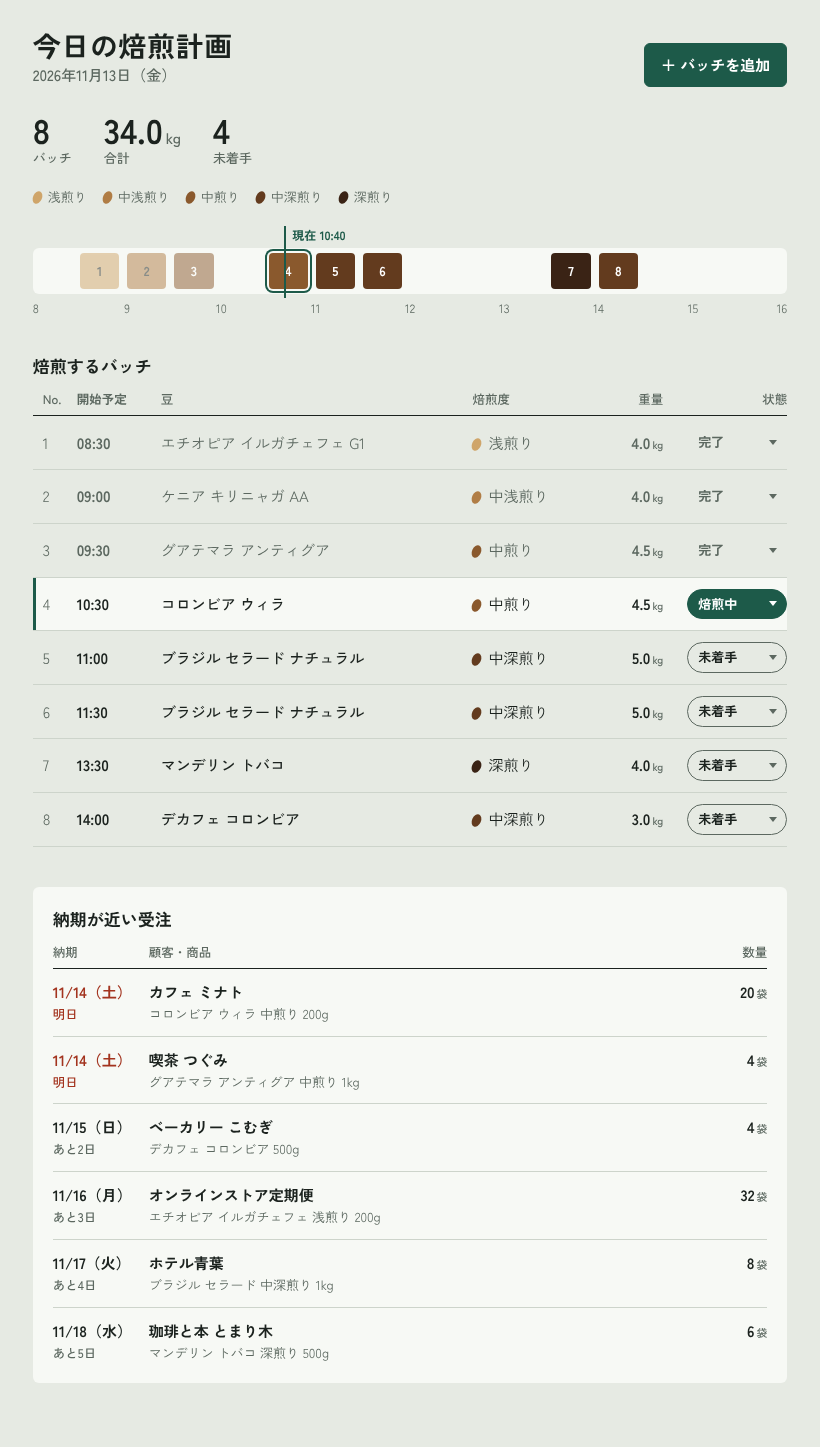 今日の焙煎計画
2026年11月13日（金）
＋ バッチを追加
8 34.0 kg 4
バッチ 合計 未着手
浅煎り 中浅煎り 中煎り 中深煎り 深煎り
現在 10:40
1 2 3 4 5 6 7 8
8 9 10 11 12 13 14 15 16
焙煎するバッチ
No. 開始予定 豆 焙煎度 重量 状態
1 08:30 エチオピア イルガチェフェ G1 浅煎り 4.0 kg 完了
2 09:00 ケニア キリニャガ AA 中浅煎り 4.0 kg 完了
3 09:30 グアテマラ アンティグア 中煎り 4.5 kg 完了
4 10:30 コロンビア ウィラ 中煎り 4.5 kg 焙煎中
5 11:00 ブラジル セラード ナチュラル 中深煎り 5.0 kg 未着手
6 11:30 ブラジル セラード ナチュラル 中深煎り 5.0 kg 未着手
7 13:30 マンデリン トバコ 深煎り 4.0 kg 未着手
8 14:00 デカフェ コロンビア 中深煎り 3.0 kg 未着手
納期が近い受注
納期 顧客・商品 数量
11/14（土） カフェ ミナト 20 袋
明日 コロンビア ウィラ 中煎り 200g
11/14（土） 喫茶 つぐみ 4 袋
明日 グアテマラ アンティグア 中煎り 1kg
11/15（日） ベーカリー こむぎ 4 袋
あと2日 デカフェ コロンビア 500g
11/16（月） オンラインストア定期便 32 袋
あと3日 エチオピア イルガチェフェ 浅煎り 200g
11/17（火） ホテル青葉 8 袋
あと4日 ブラジル セラード 中深煎り 1kg
11/18（水） 珈琲と本 とまり木 6 袋
あと5日 マンデリン トバコ 深煎り 500g